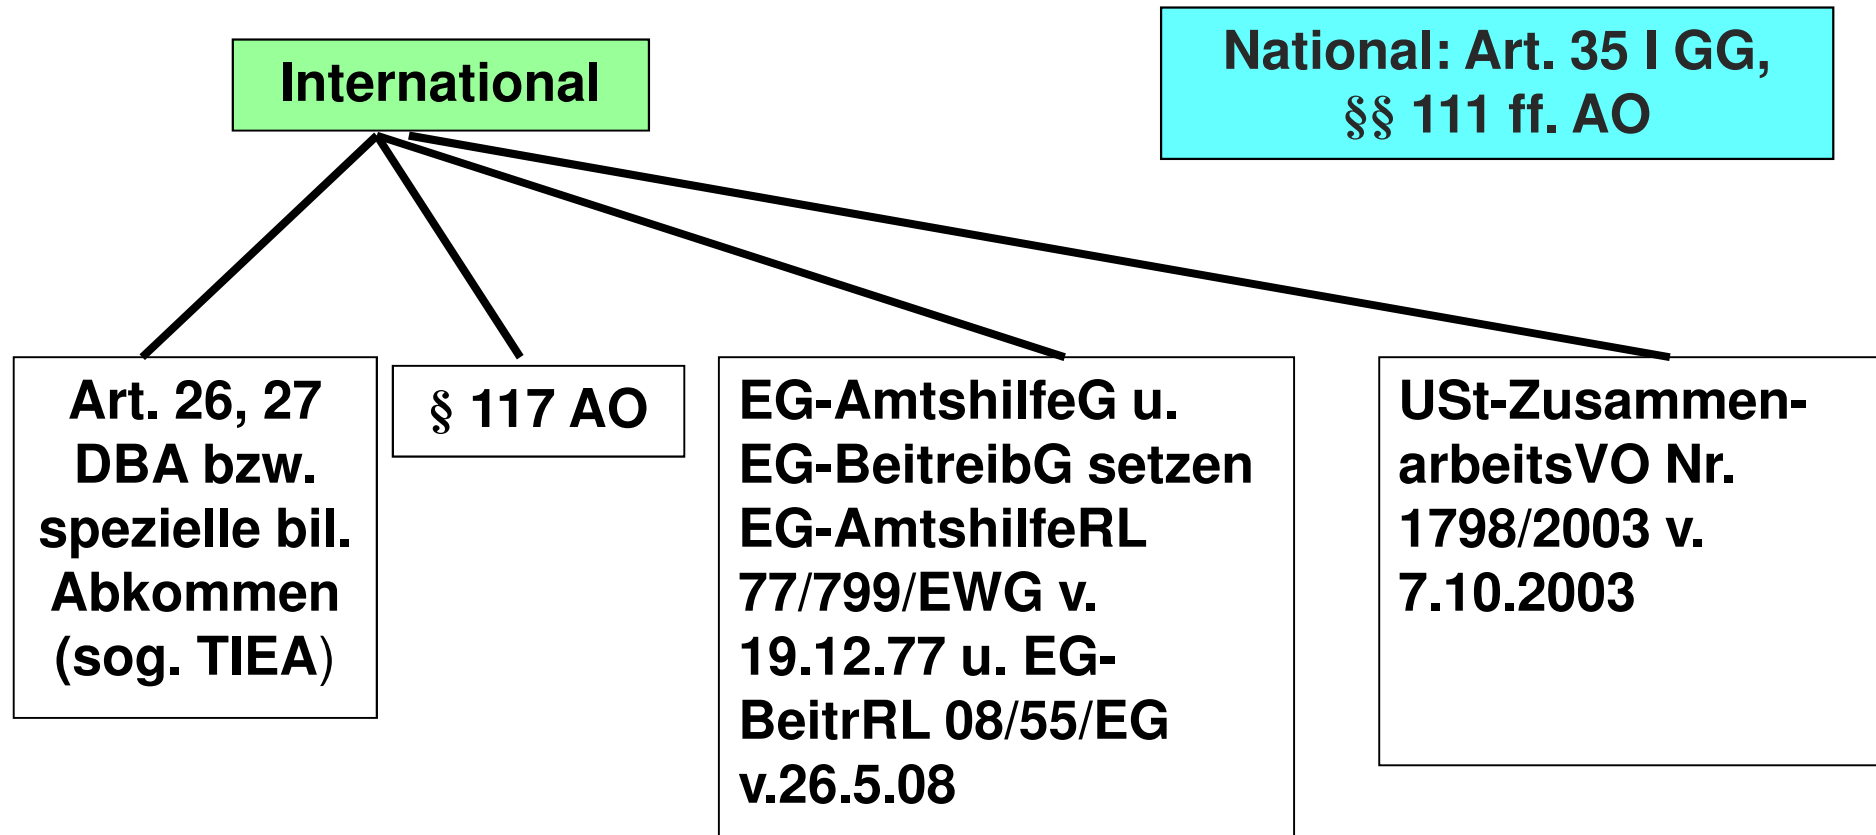 International
National: Art. 35 I GG,
§§ 111 ff. AO
Art. 26, 27
DBA bzw.
spezielle bil.
Abkommen
(sog. TIEA)
§ 117 AO
EG-AmtshilfeG u.
EG-BeitreibG setzen
EG-AmtshilfeRL
77/799/EWG v.
19.12.77 u. EG-
BeitrRL 08/55/EG
v.26.5.08
USt-Zusammen-
arbeitsVO Nr.
1798/2003 v.
7.10.2003